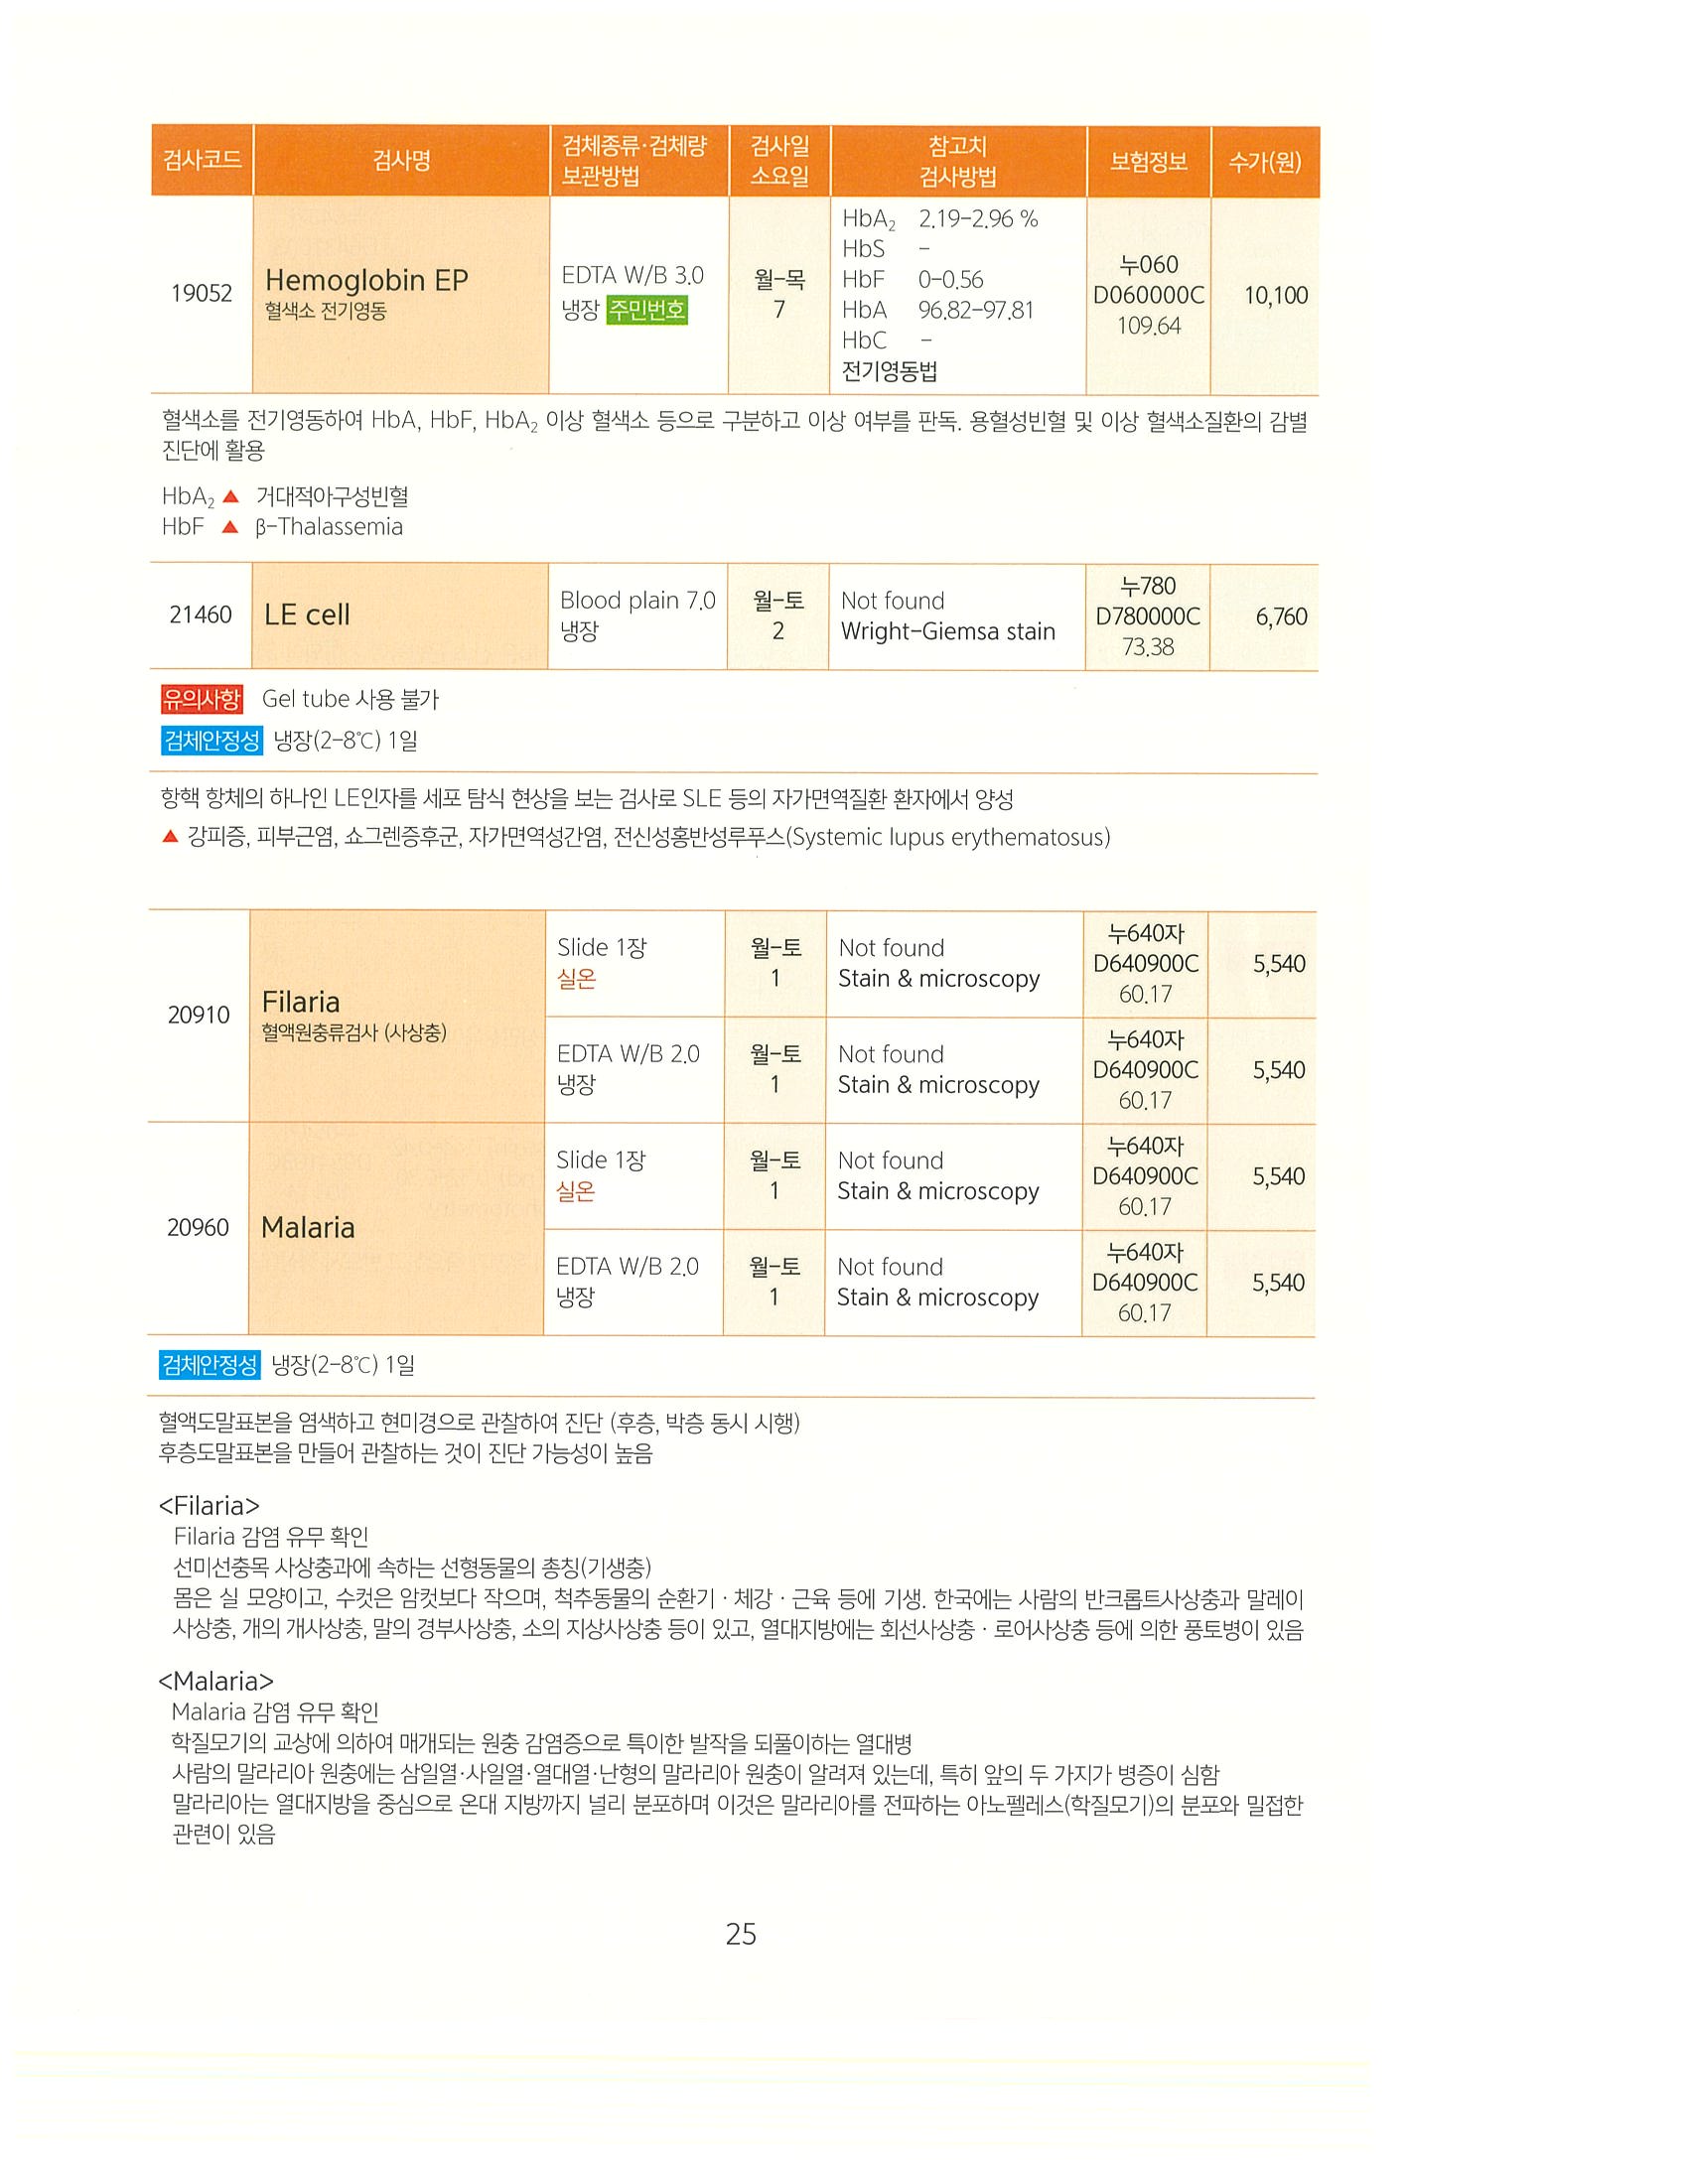 검사코드 검사명 검체종류·검체량 보관방법 검사일 소요일 참고치 검사방법 보험정보 수가(원)
19052
Hemoglobin EP
혈색소 전기영동
EDTA W/B 3.0
냉장 주민번호
월-목
7
HbA₂ 2.19-2.96 %
HbS -
HbF 0-0.56
HbA 96.82-97.81
HbC -
전기영동법
누060
D060000C
109.64
10,100
혈색소를 전기영동하여 HbA, HbF, HbA₂ 이상 혈색소 등으로 구분하고 이상 여부를 판독. 용혈성빈혈 및 이상 혈색소질환의 감별
진단에 활용
HbA₂ ▲ 거대적아구성빈혈
HbF ▲ β-Thalassemia
21460
LE cell
Blood plain 7.0
냉장
월-토
2
Not found
Wright-Giemsa stain
누780
D780000C
73.38
6,760
유의사항 Gel tube 사용 불가
검체안정성 냉장(2-8℃) 1일
항핵 항체의 하나인 LE인자를 세포 탐식 현상을 보는 검사로 SLE 등의 자가면역질환 환자에서 양성
▲ 강피증, 피부근염, 쇼그렌증후군, 자가면역성간염, 전신성홍반성루푸스(Systemic lupus erythematosus)
20910
Filaria
혈액원충류검사 (사상충)
Slide 1장
실온
월-토
1
Not found
Stain & microscopy
누640자
D640900C
60.17
5,540
EDTA W/B 2.0
냉장
월-토
1
Not found
Stain & microscopy
누640자
D640900C
60.17
5,540
20960
Malaria
Slide 1장
실온
월-토
1
Not found
Stain & microscopy
누640자
D640900C
60.17
5,540
EDTA W/B 2.0
냉장
월-토
1
Not found
Stain & microscopy
누640자
D640900C
60.17
5,540
검체안정성 냉장(2-8℃) 1일
혈액도말표본을 염색하고 현미경으로 관찰하여 진단 (후층, 박층 동시 시행)
후층도말표본을 만들어 관찰하는 것이 진단 가능성이 높음
<Filaria>
Filaria 감염 유무 확인
선미선충목 사상충과에 속하는 선형동물의 총칭(기생충)
몸은 실 모양이고, 수컷은 암컷보다 작으며, 척추동물의 순환기 · 체강 · 근육 등에 기생. 한국에는 사람의 반크롭트사상충과 말레이
사상충, 개의 개사상충, 말의 경부사상충, 소의 지상사상충 등이 있고, 열대지방에는 회선사상충 · 로어사상충 등에 의한 풍토병이 있음
<Malaria>
Malaria 감염 유무 확인
학질모기의 교상에 의하여 매개되는 원충 감염증으로 특이한 발작을 되풀이하는 열대병
사람의 말라리아 원충에는 삼일열·사일열·열대열·난형의 말라리아 원충이 알려져 있는데, 특히 앞의 두 가지가 병증이 심함
말라리아는 열대지방을 중심으로 온대 지방까지 널리 분포하며 이것은 말라리아를 전파하는 아노펠레스(학질모기)의 분포와 밀접한
관련이 있음
25